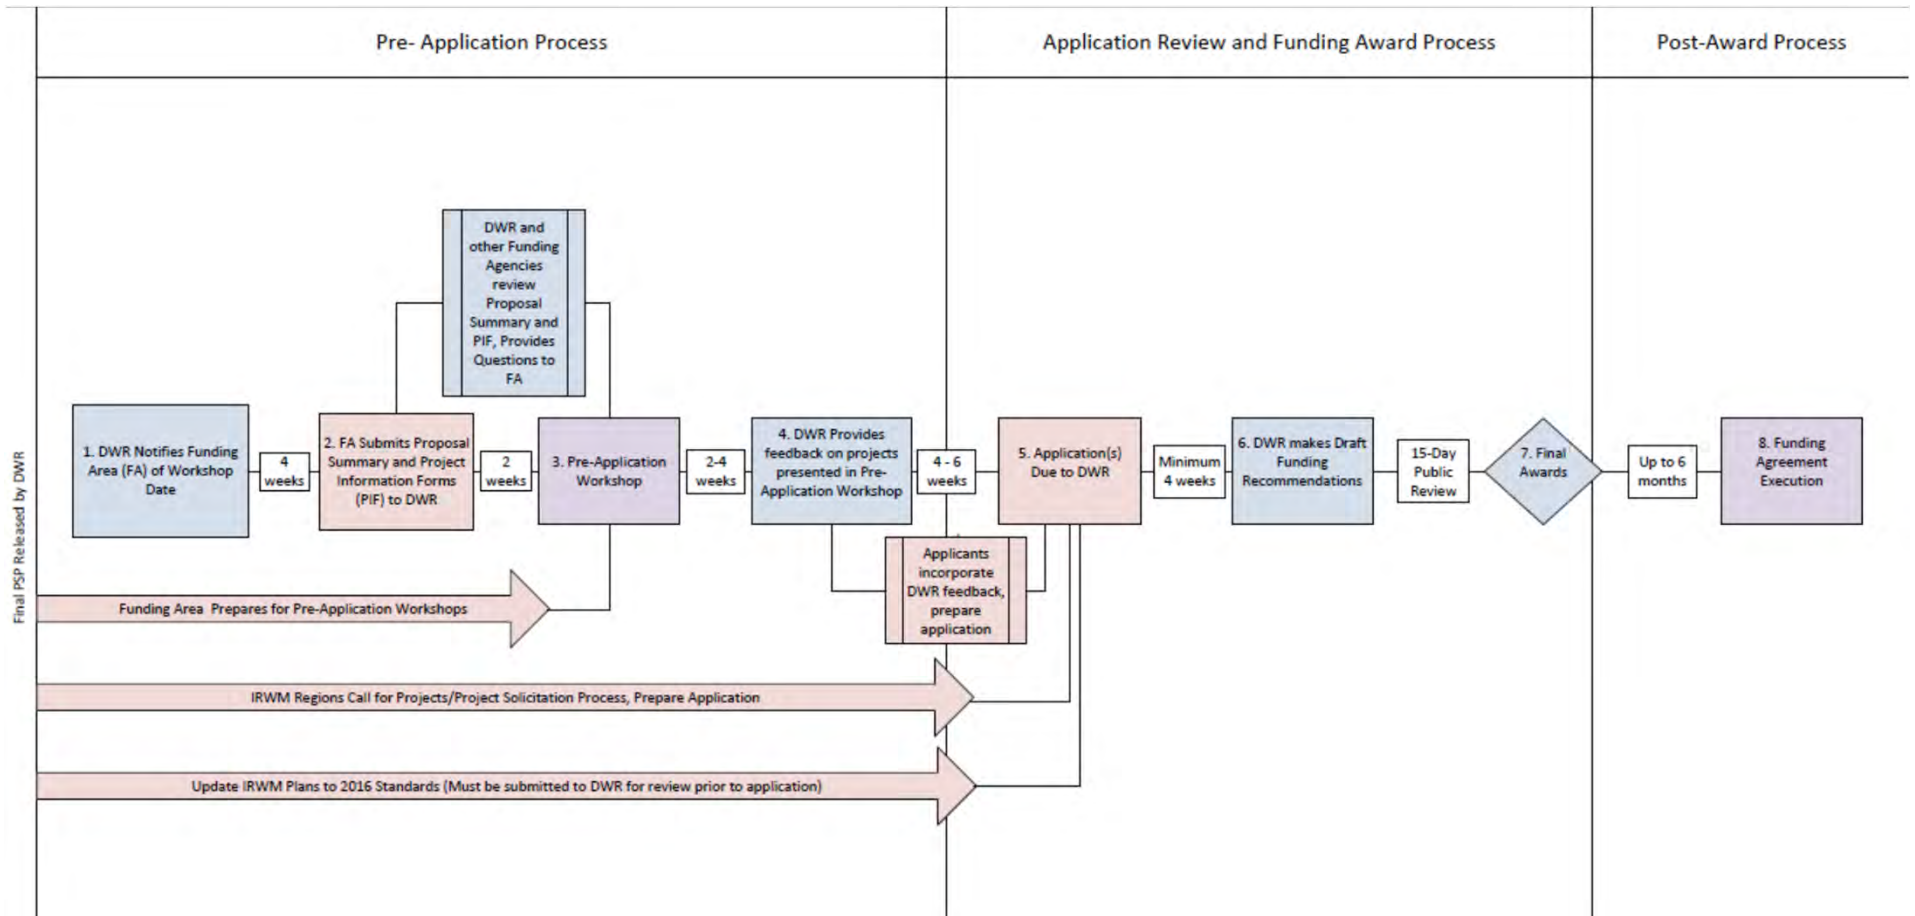 Pre- Application Process
Application Review and Funding Award Process
Post-Award Process
Final PSP Released by DWR
DWR and
other Funding
Agencies
review
Proposal
Summary and
PIF, Provides
Questions to
FA
1. DWR Notifies Funding
Area (FA) of Workshop
Date
4
weeks
2. FA Submits Proposal
Summary and Project
Information Forms
(PIF) to DWR
2
weeks
3. Pre-Application
Workshop
2-4
weeks
4. DWR Provides
feedback on projects
presented in Pre-
Application Workshop
4 - 6
weeks
5. Application(s)
Due to DWR
Minimum
4 weeks
6. DWR makes Draft
Funding
Recommendations
15-Day
Public
Review
7. Final
Awards
Up to 6
months
8. Funding
Agreement
Execution
Applicants
incorporate
DWR feedback,
prepare
application
Funding Area Prepares for Pre-Application Workshops
IRWM Regions Call for Projects/Project Solicitation Process, Prepare Application
Update IRWM Plans to 2016 Standards (Must be submitted to DWR for review prior to application)